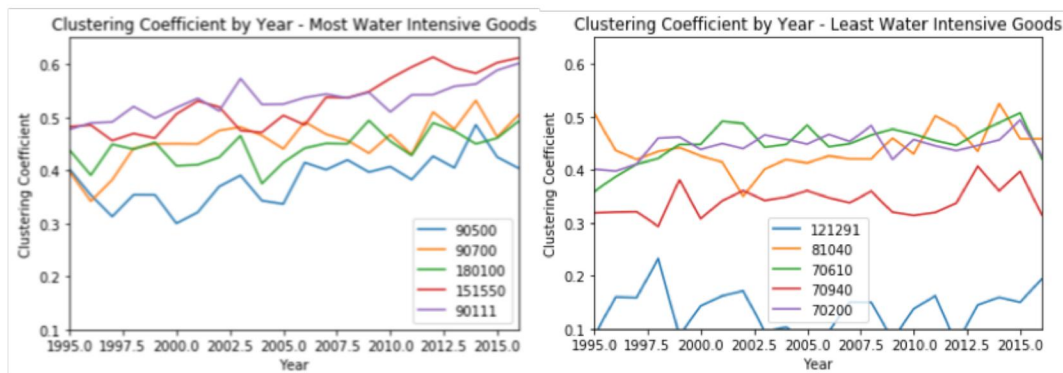 Clustering Coefficient by Year - Most Water Intensive Goods
0.6
0.5
0.4
0.3
0.2
0.1
Clustering Coefficient
90500
90700
180100
151550
90111
1995.0 1997.5 2000.0 2002.5 2005.0 2007.5 2010.0 2012.5 2015.0
Year
Clustering Coefficient by Year - Least Water Intensive Goods
0.6
0.5
0.4
0.3
0.2
0.1
Clustering Coefficient
121291
81040
70610
70940
70200
1995.0 1997.5 2000.0 2002.5 2005.0 2007.5 2010.0 2012.5 2015.0
Year